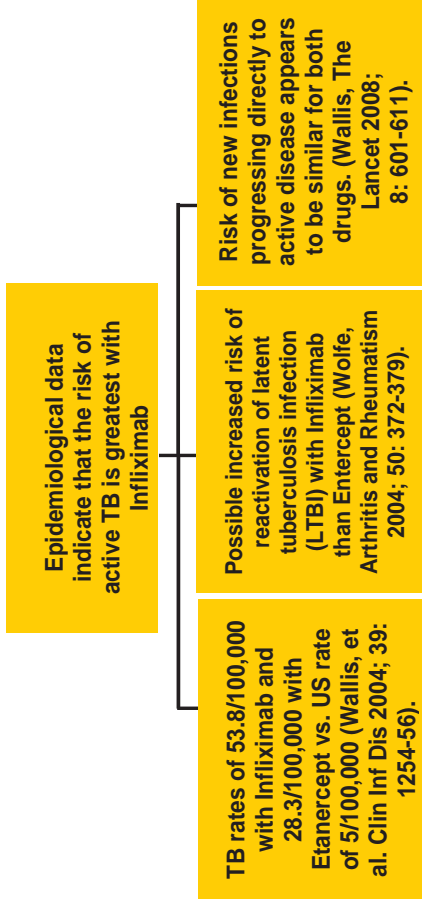 Epidemiological data
indicate that the risk of
active TB is greatest with
Infliximab
TB rates of 53.8/100,000
with Infliximab and
28.3/100,000 with
Etanercept vs. US rate
of 5/100,000 (Wallis, et
al. Clin Inf Dis 2004; 39:
1254-56).
Possible increased risk of
reactivation of latent
tuberculosis infection
(LTBI) with Infliximab
than Entercept (Wolfe,
Arthritis and Rheumatism
2004; 50: 372-379).
Risk of new infections
progressing directly to
active disease appears
to be similar for both
drugs. (Wallis, The
Lancet 2008;
8: 601-611).